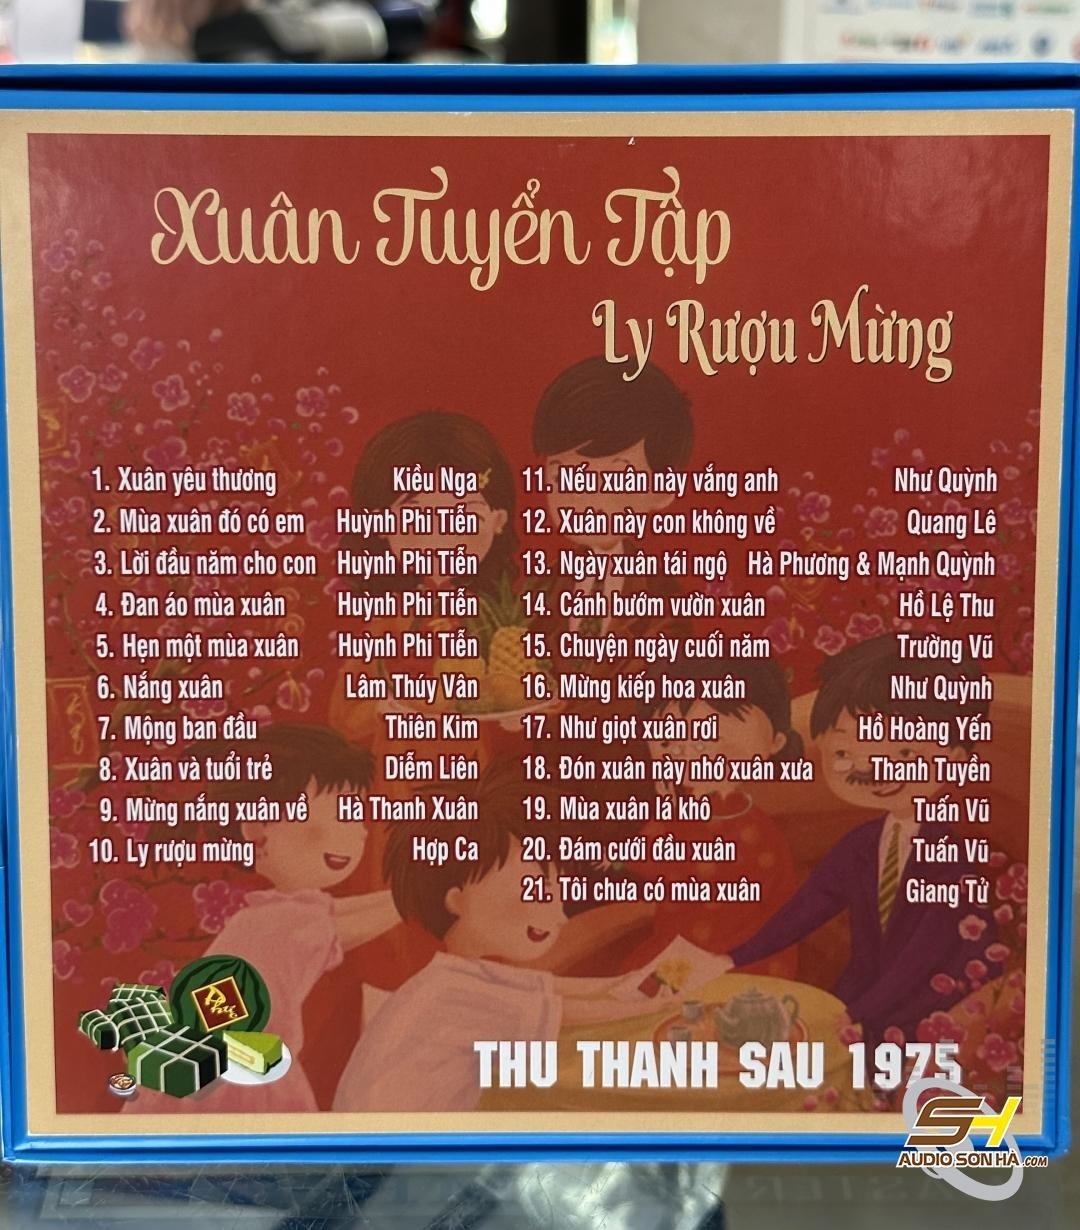 Xuân Tuyển Tập
Ly Rượu Mừng
1. Xuân yêu thương Kiều Nga
2. Mùa xuân đó có em Huỳnh Phi Tiễn
3. Lời đầu năm cho con Huỳnh Phi Tiễn
4. Đan áo mùa xuân Huỳnh Phi Tiễn
5. Hẹn một mùa xuân Huỳnh Phi Tiễn
6. Nắng xuân Lâm Thúy Vân
7. Mộng ban đầu Thiên Kim
8. Xuân và tuổi trẻ Diễm Liên
9. Mừng nắng xuân về Hà Thanh Xuân
10. Ly rượu mừng Hợp Ca
11. Nếu xuân này vắng anh Như Quỳnh
12. Xuân này con không về Quang Lê
13. Ngày xuân tái ngộ Hà Phương & Mạnh Quỳnh
14. Cánh bướm vườn xuân Hồ Lệ Thu
15. Chuyện ngày cuối năm Trường Vũ
16. Mừng kiếp hoa xuân Như Quỳnh
17. Như giọt xuân rơi Hồ Hoàng Yến
18. Đón xuân này nhớ xuân xưa Thanh Tuyền
19. Mùa xuân lá khô Tuấn Vũ
20. Đám cưới đầu xuân Tuấn Vũ
21. Tôi chưa có mùa xuân Giang Tử
Phúc
THU THANH SAU 1975
SH
AUDIO SON HÀ.COM